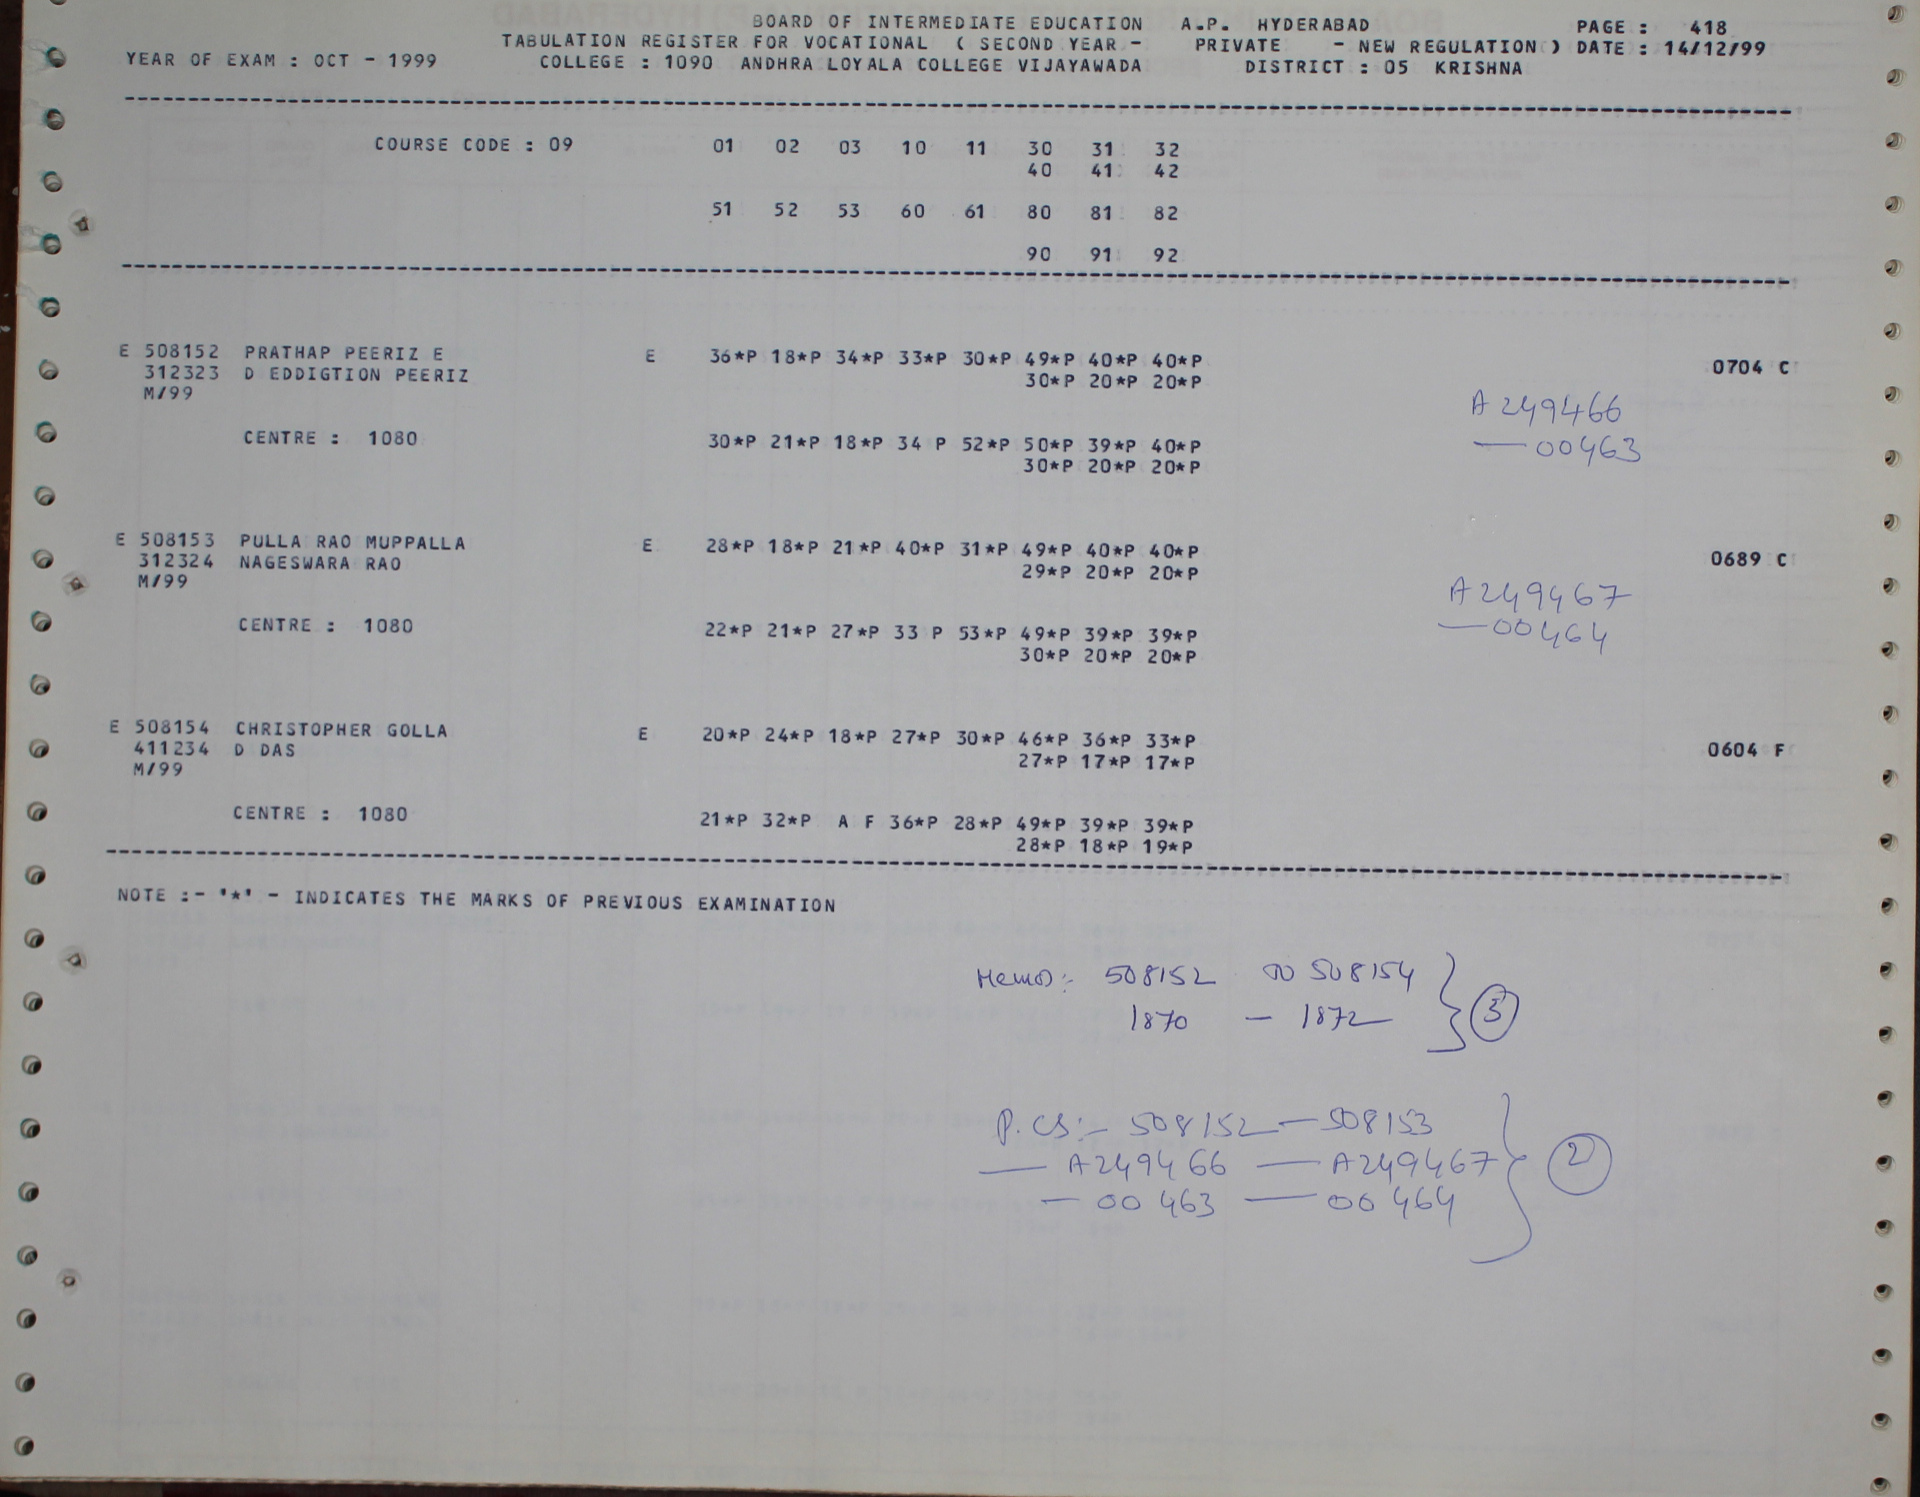 BOARD OF INTERMEDIATE EDUCATION A.P. HYDERABAD PAGE : 418
TABULATION REGISTER FOR VOCATIONAL ( SECOND YEAR - PRIVATE - NEW REGULATION ) DATE : 14/12/99
YEAR OF EXAM : OCT - 1999 COLLEGE : 1090 ANDHRA LOYALA COLLEGE VIJAYAWADA DISTRICT : 05 KRISHNA
COURSE CODE : 09 01 02 03 10 11 30 31 32
40 41 42
51 52 53 60 61 80 81 82
90 91 92
E 508152 PRATHAP PEERIZ E E 36*P 18*P 34*P 33*P 30*P 49*P 40*P 40*P 0704 C
312323 D EDDIGTION PEERIZ 30*P 20*P 20*P
M/99 A249466
CENTRE : 1080 30*P 21*P 18*P 34 P 52*P 50*P 39*P 40*P — 00463
30*P 20*P 20*P
E 508153 PULLA RAO MUPPALLA E 28*P 18*P 21*P 40*P 31*P 49*P 40*P 40*P 0689 C
312324 NAGESWARA RAO 29*P 20*P 20*P
M/99 A249467
CENTRE : 1080 22*P 21*P 27*P 33 P 53*P 49*P 39*P 39*P — 00464
30*P 20*P 20*P
E 508154 CHRISTOPHER GOLLA E 20*P 24*P 18*P 27*P 30*P 46*P 36*P 33*P 0604 F
411234 D DAS 27*P 17*P 17*P
M/99
CENTRE : 1080 21*P 32*P A F 36*P 28*P 49*P 39*P 39*P
28*P 18*P 19*P
NOTE :- '*' - INDICATES THE MARKS OF PREVIOUS EXAMINATION
Memos :- 508152 508154
1870 — 1872 } 3
P.Cs :- 508152 — 508153
— A249466 — A249467 } 2
— 00463 — 00464